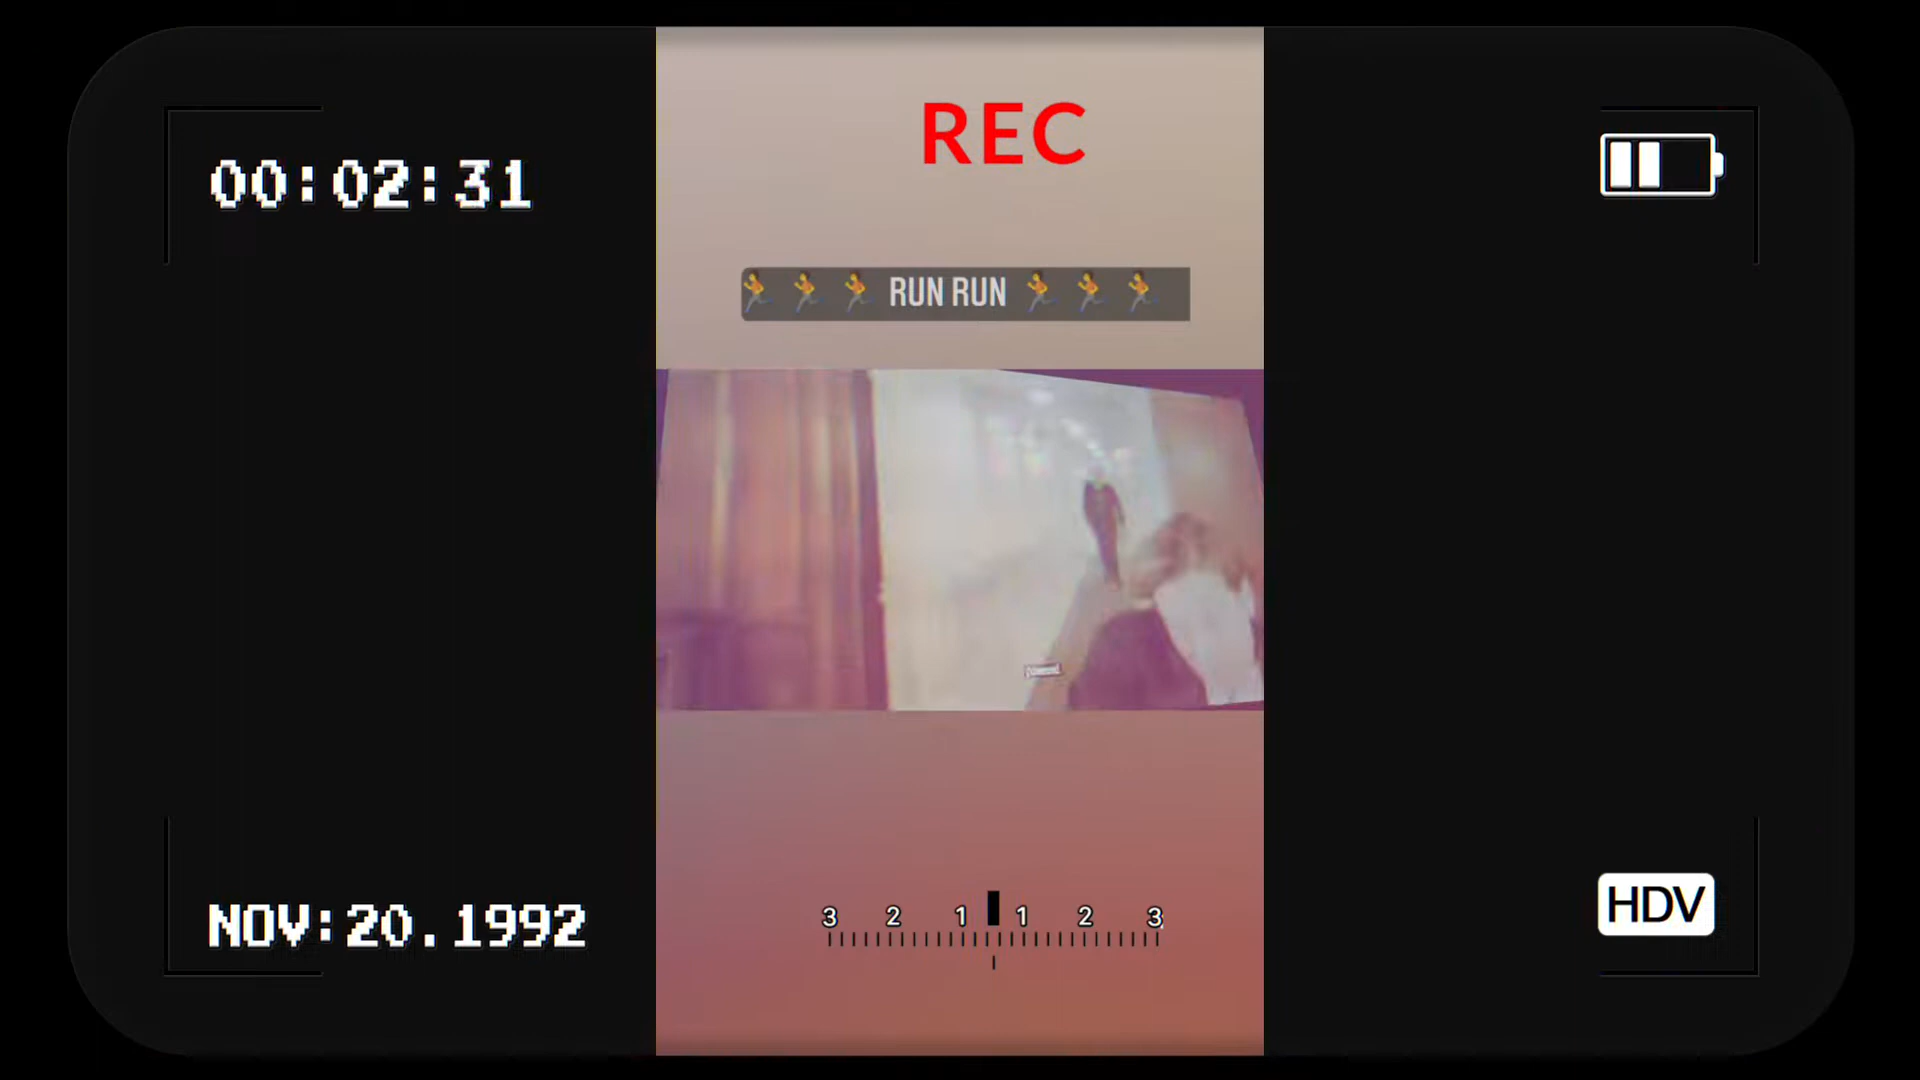 REC
00:02:31
🏃 🏃 🏃 RUN RUN 🏃 🏃 🏃
3 2 1 1 2 3
NOV:20.1992
HDV